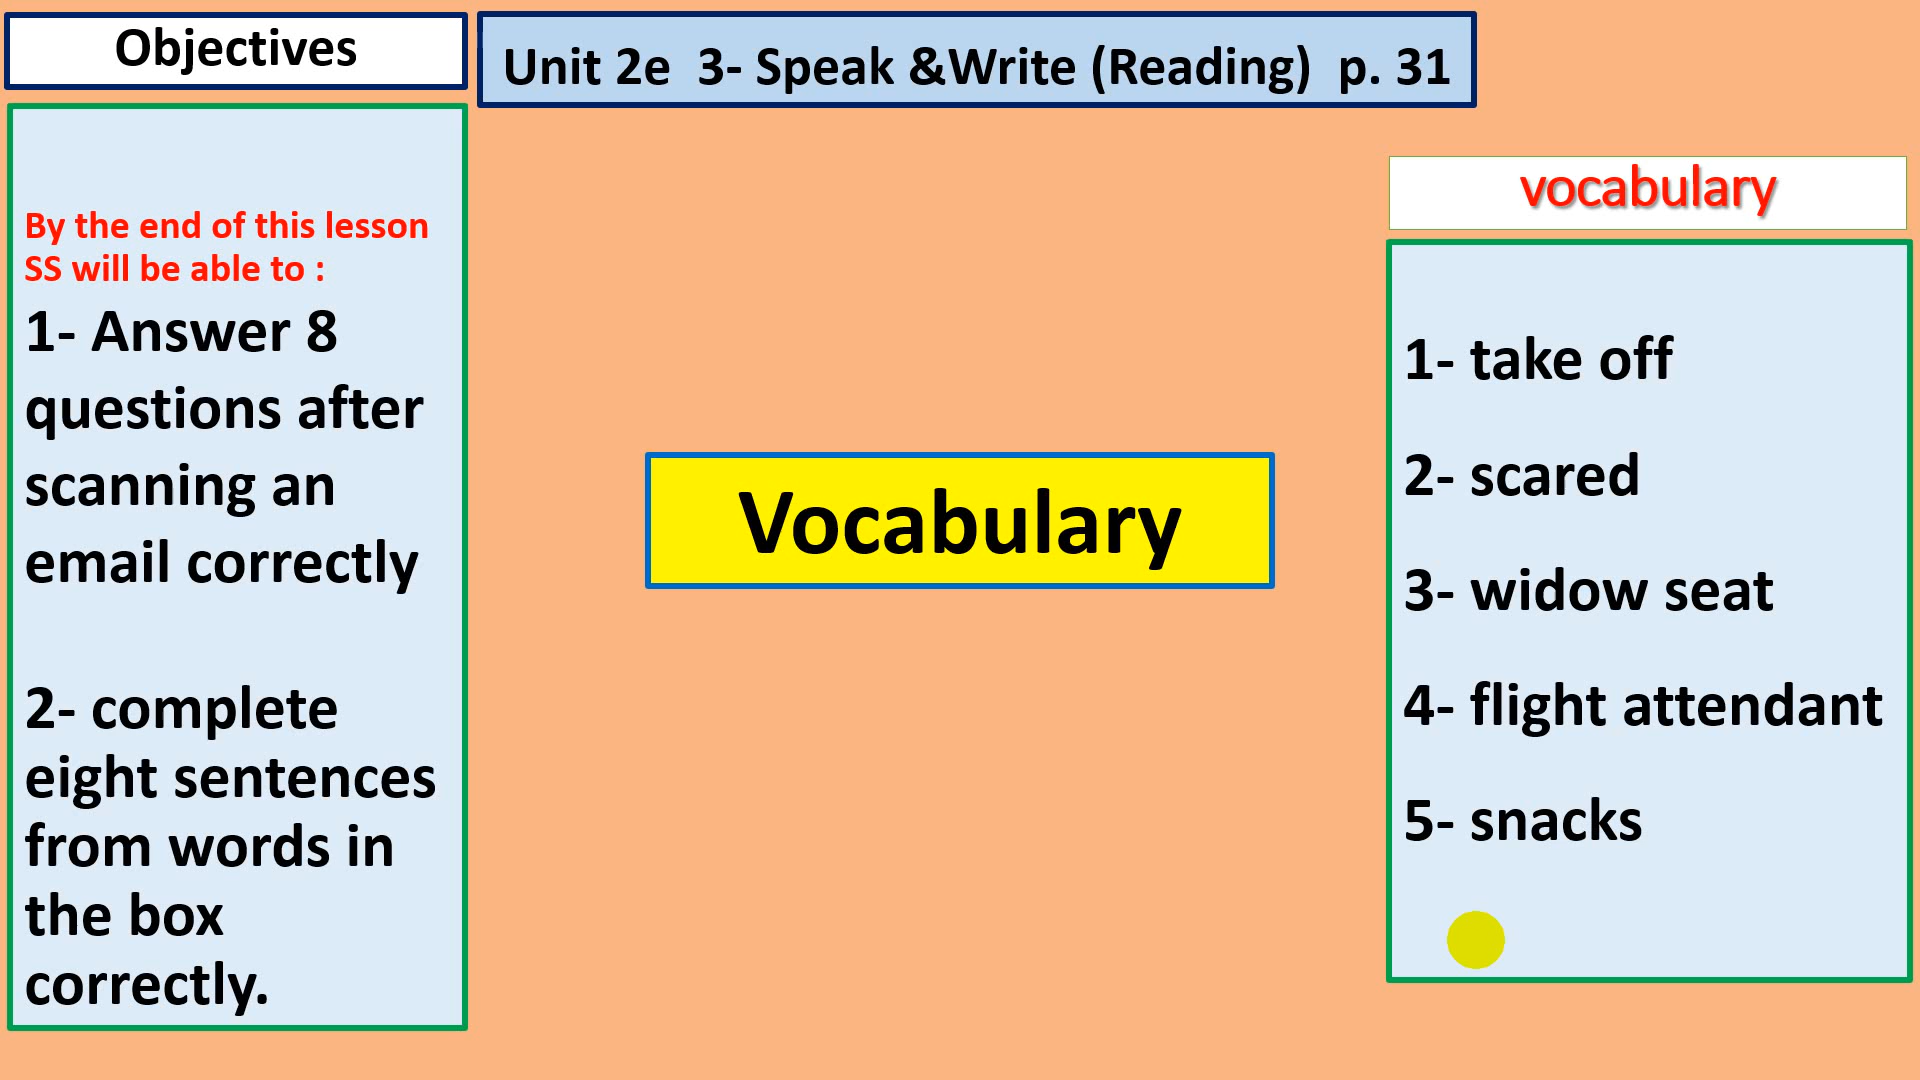 Objectives
Unit 2e  3- Speak &Write (Reading)  p. 31
By the end of this lesson
SS will be able to :
1- Answer 8
questions after
scanning an
email correctly
2- complete
eight sentences
from words in
the box
correctly.
Vocabulary
vocabulary
1- take off
2- scared
3- widow seat
4- flight attendant
5- snacks